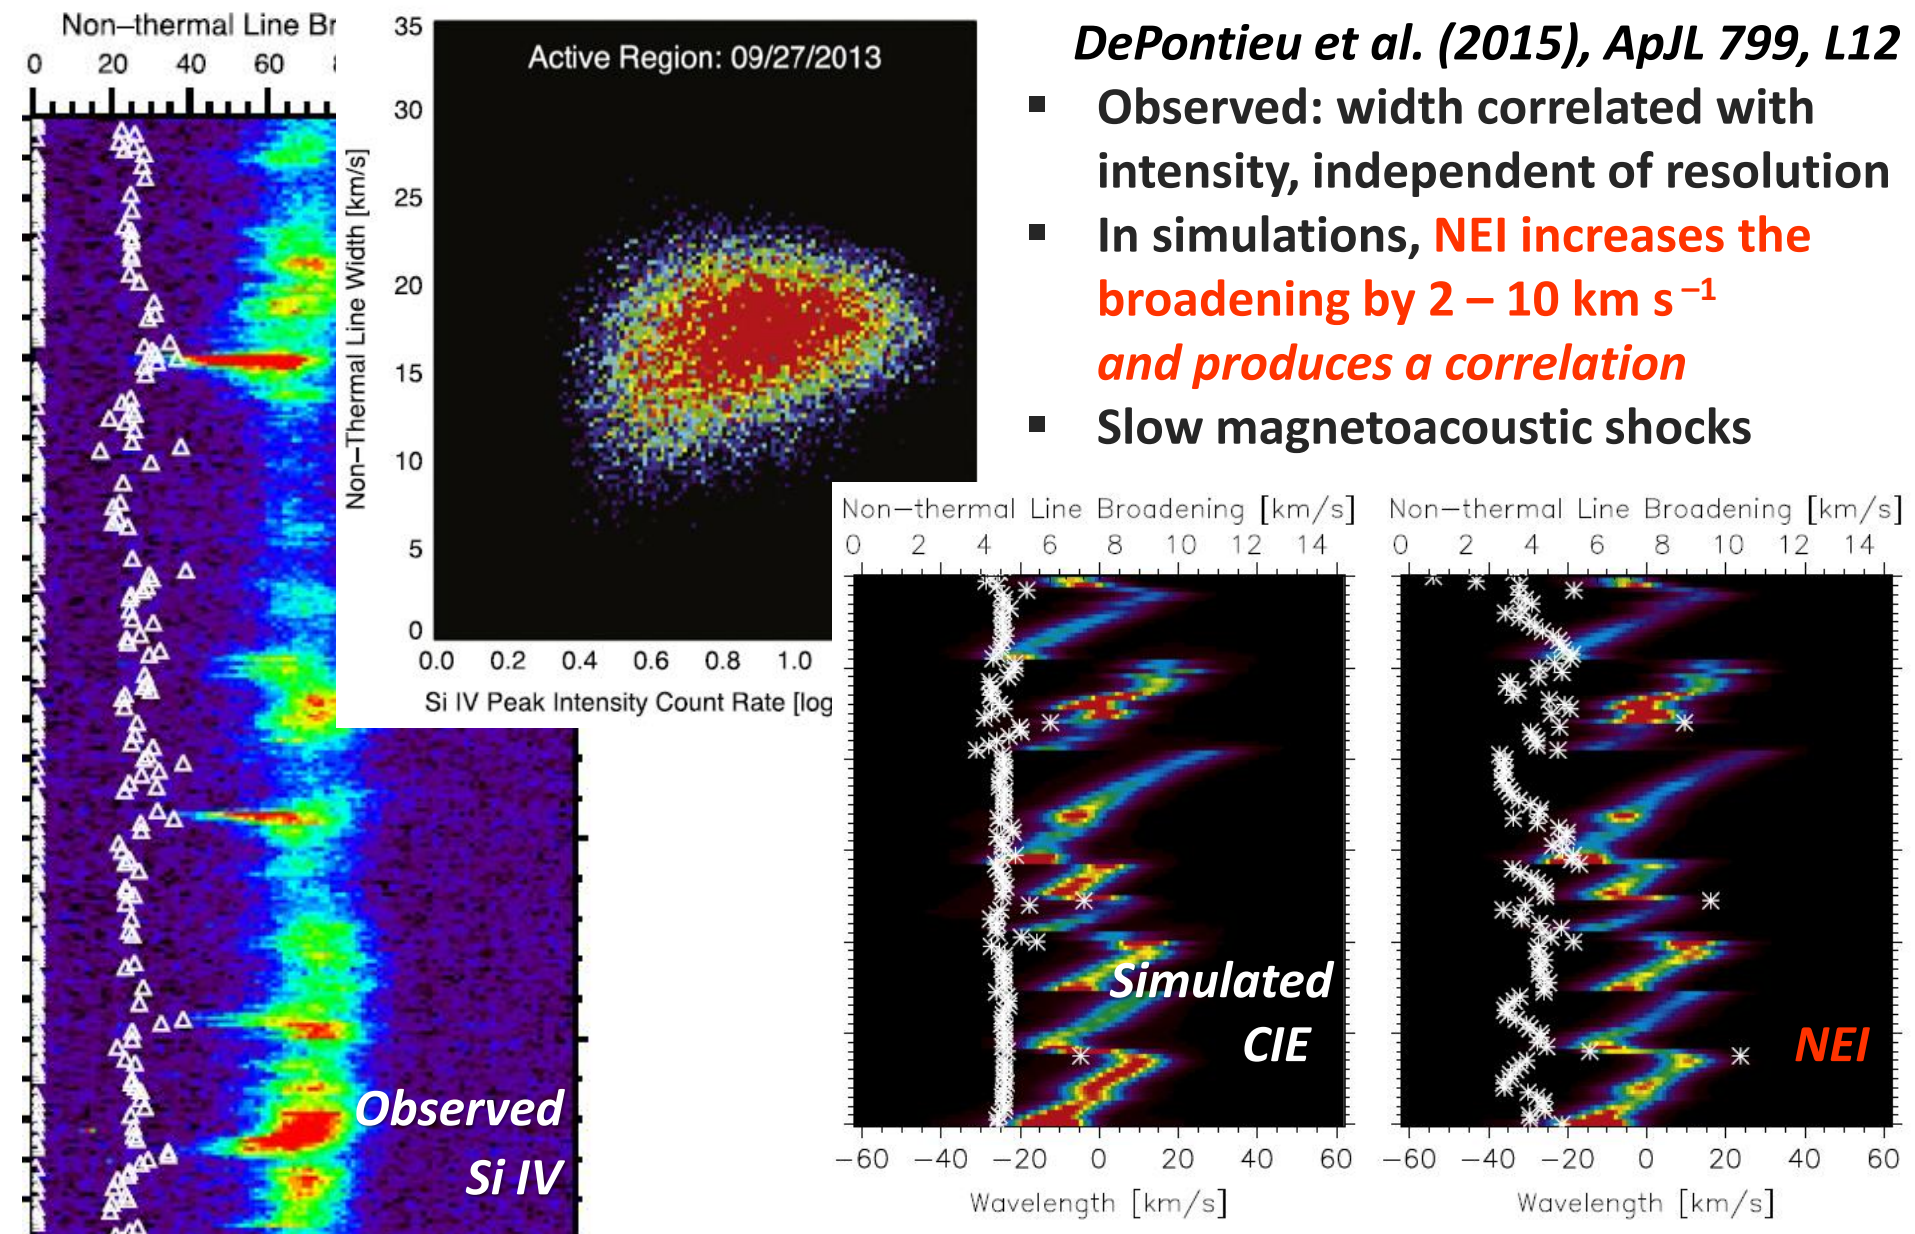 Non–thermal Line Br
0 20 40 60
35
30
25
20
15
10
5
0
Non–Thermal Line Width [km/s]
Active Region: 09/27/2013
0.0 0.2 0.4 0.6 0.8 1.0
Si IV Peak Intensity Count Rate [log
Observed
Si IV
DePontieu et al. (2015), ApJL 799, L12
▪ Observed: width correlated with
intensity, independent of resolution
▪ In simulations, NEI increases the
broadening by 2 – 10 km s –1
and produces a correlation
▪ Slow magnetoacoustic shocks
Non–thermal Line Broadening [km/s]
0 2 4 6 8 10 12 14
Simulated
CIE
−60 −40 −20 0 20 40 60
Wavelength [km/s]
Non–thermal Line Broadening [km/s]
0 2 4 6 8 10 12 14
NEI
−60 −40 −20 0 20 40 60
Wavelength [km/s]